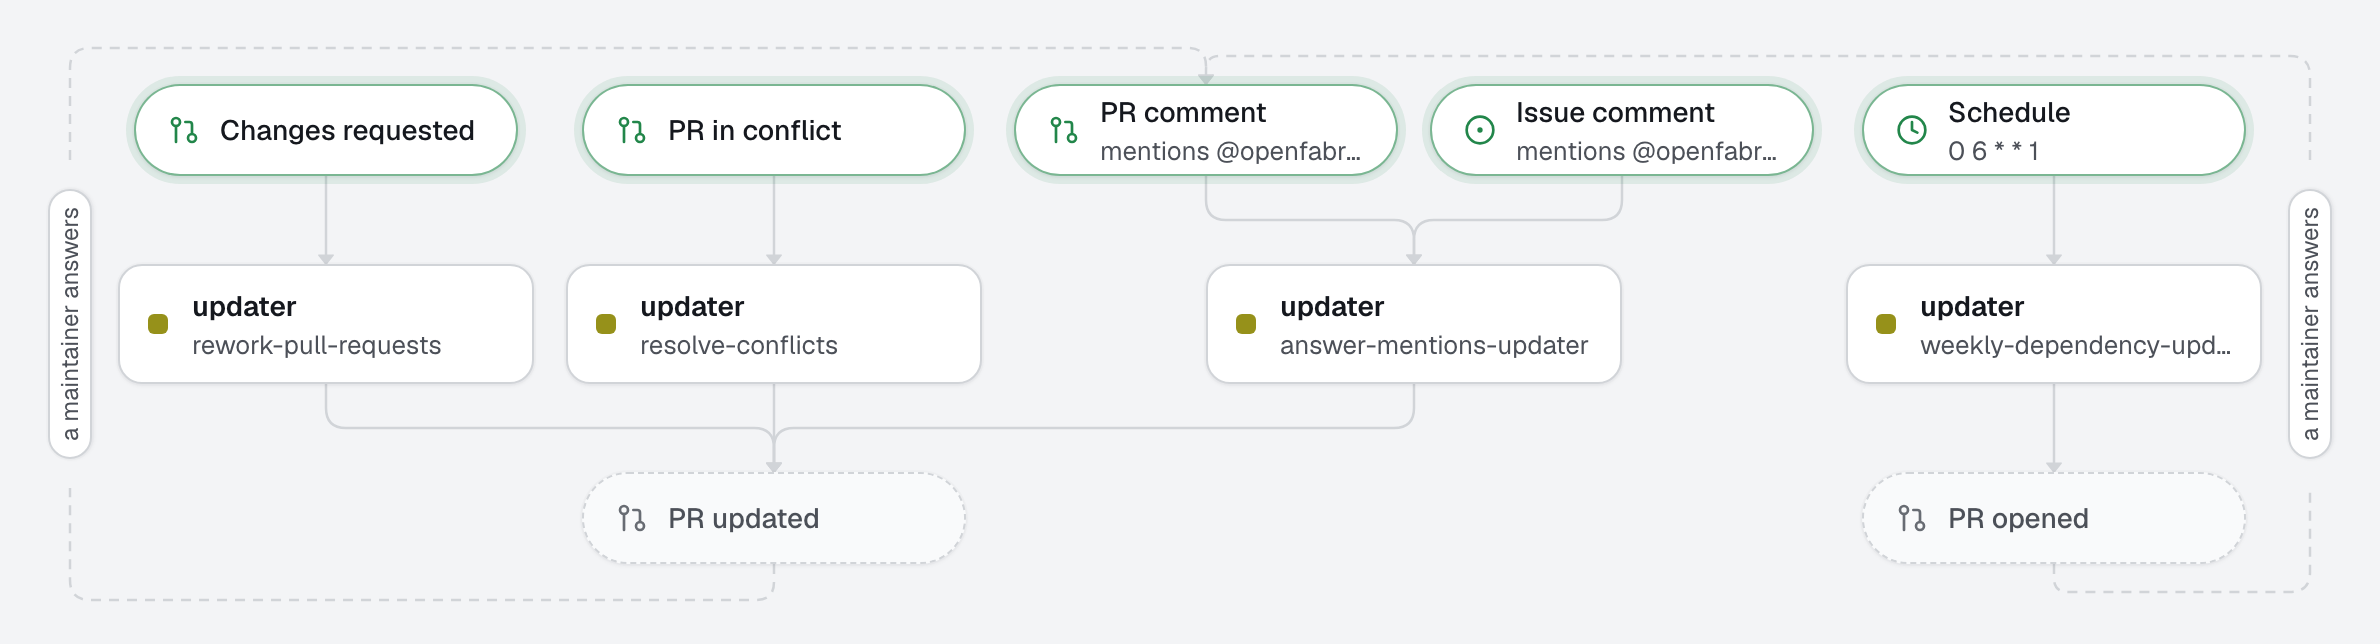 Changes requested
PR in conflict
PR comment
mentions @openfabr...
Issue comment
mentions @openfabr...
Schedule
0 6 * * 1
a maintainer answers
updater
rework-pull-requests
updater
resolve-conflicts
updater
answer-mentions-updater
updater
weekly-dependency-upd...
a maintainer answers
PR updated
PR opened